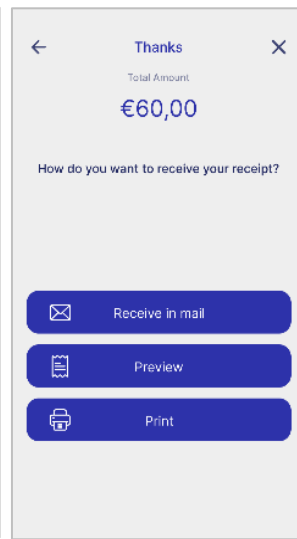 Thanks
Total Amount
€60,00
How do you want to receive your receipt?
Receive in mail
Preview
Print